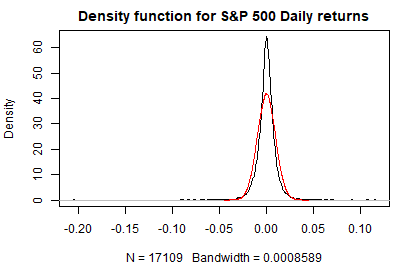 Density function for S&P 500 Daily returns
Density
60
50
40
30
20
10
0
-0.20 -0.15 -0.10 -0.05 0.00 0.05 0.10
N = 17109 Bandwidth = 0.0008589